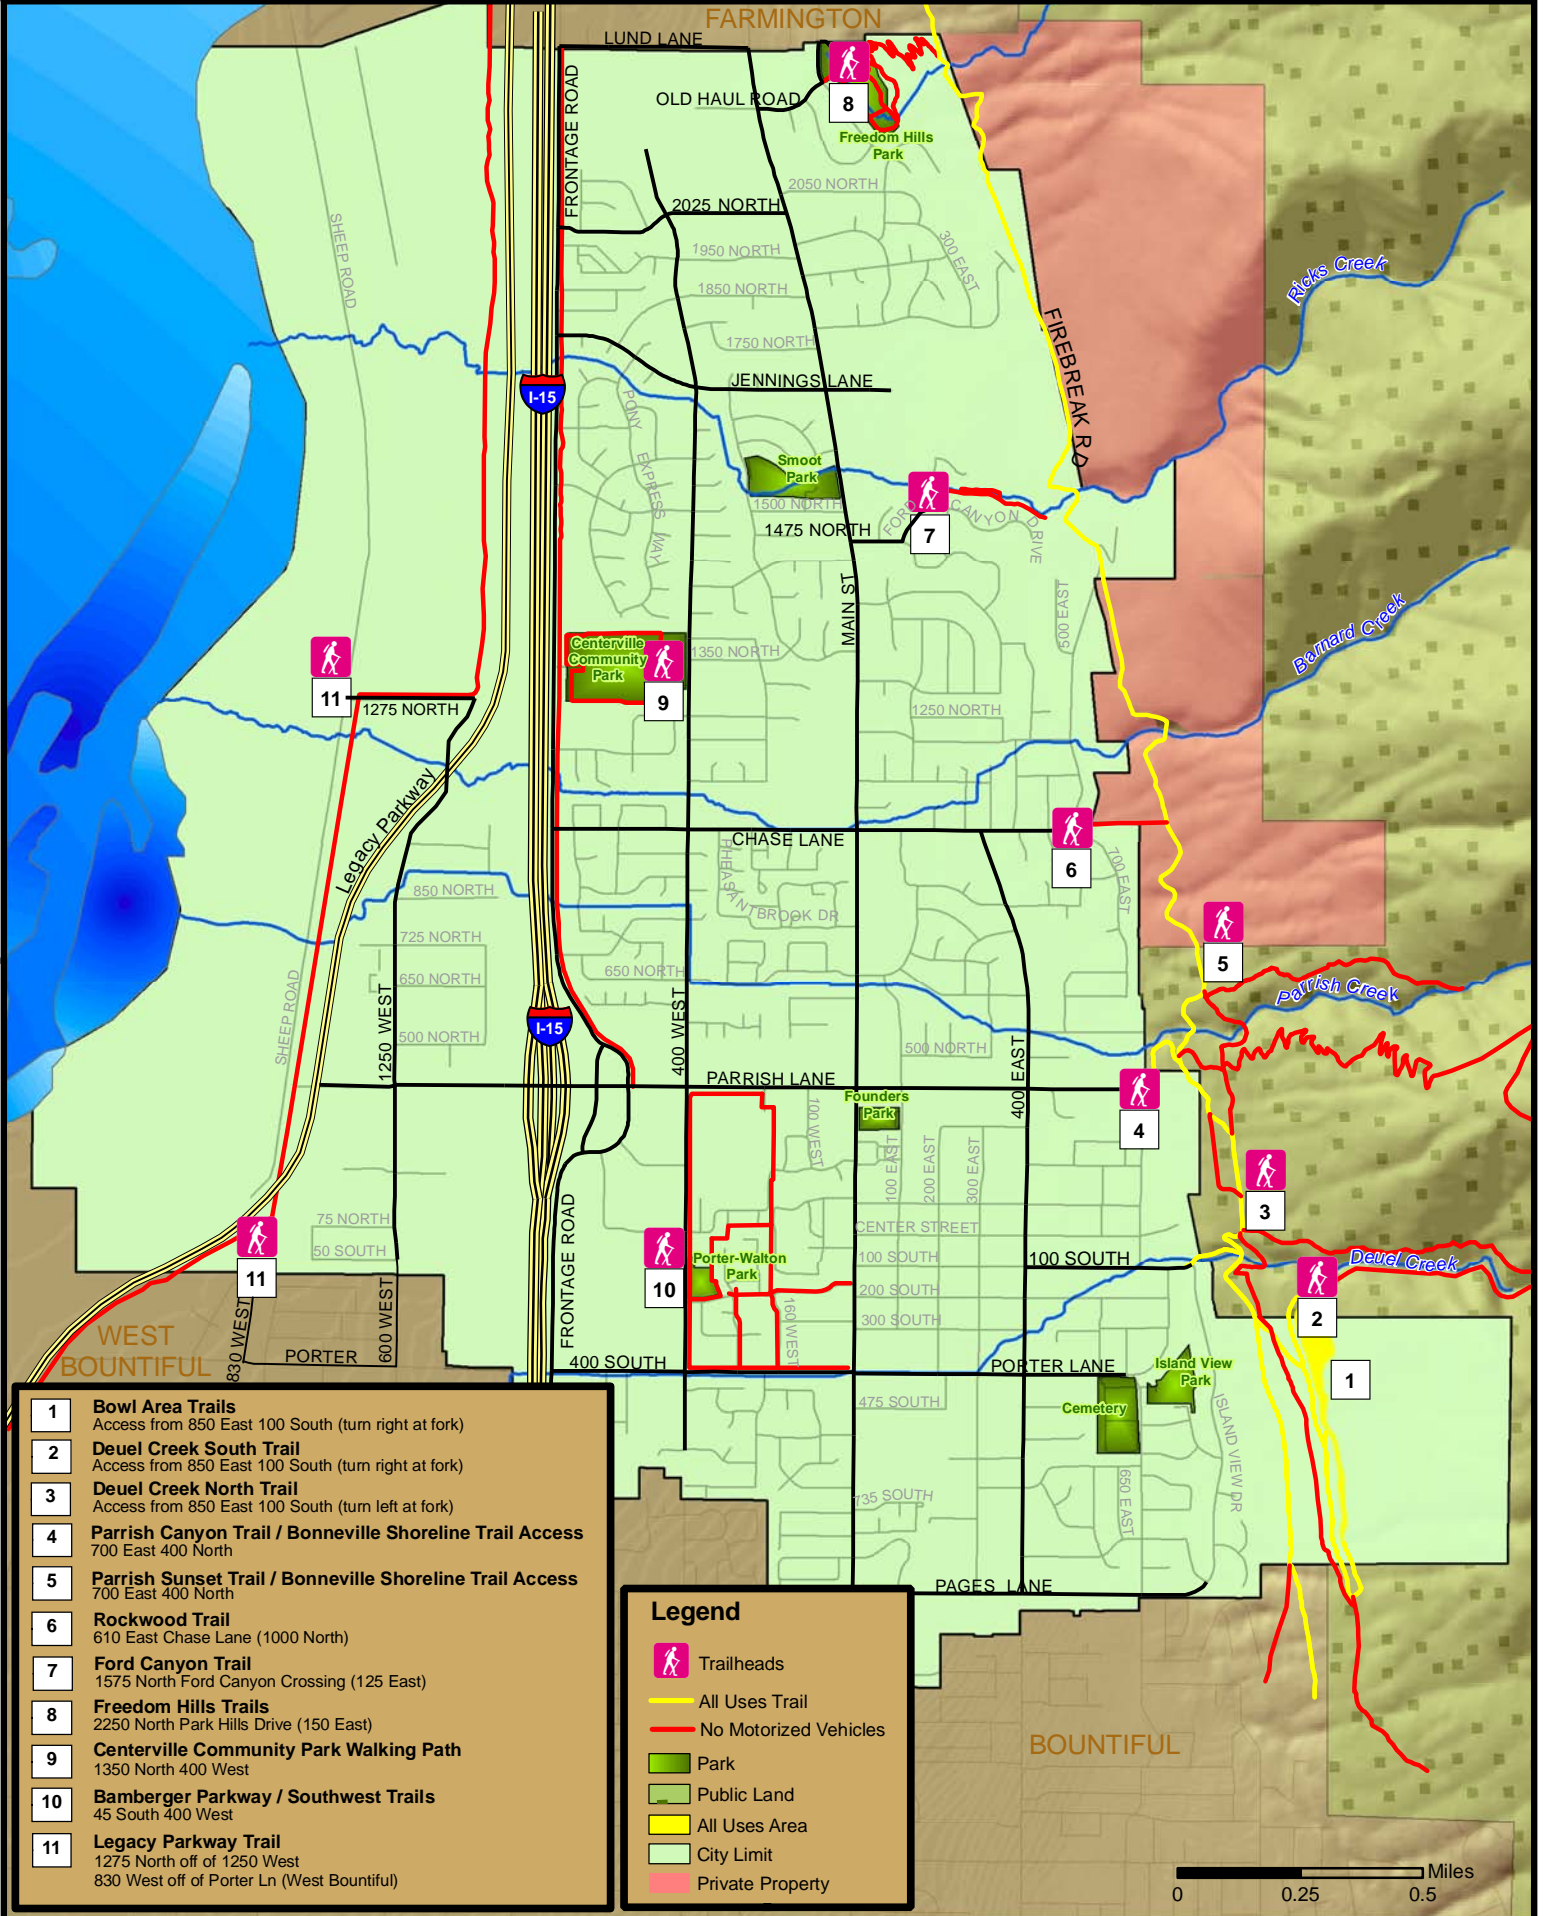 FARMINGTON
LUND LANE
FRONTAGE ROAD
OLD HAUL ROAD
8
Freedom Hills
Park
2050 NORTH
2025 NORTH
SHEEP ROAD
1950 NORTH
300 EAST
Ricks Creek
1850 NORTH
1750 NORTH
FIREBREAK RD
JENNINGS LANE
I-15
PONY EXPRESS WAY
Smoot
Park
1500 NORTH
1475 NORTH
FORD CANYON DRIVE
7
MAIN ST
500 EAST
Barnard Creek
Centerville
Community
Park
1350 NORTH
11
1275 NORTH
9
1250 NORTH
Legacy Parkway
CHASE LANE
6
PHEASANTBROOK DR
700 EAST
850 NORTH
725 NORTH
650 NORTH
650 NORTH
5
Parrish Creek
SHEEP ROAD
1250 WEST
400 WEST
I-15
500 NORTH
500 NORTH
400 EAST
PARRISH LANE
Founders
Park
100 WEST
4
100 EAST
200 EAST
300 EAST
3
FRONTAGE ROAD
75 NORTH
50 SOUTH
CENTER STREET
Porter-Walton
Park
100 SOUTH
100 SOUTH
Deuel Creek
11
10
200 SOUTH
2
160 WEST
300 SOUTH
WEST
BOUNTIFUL
830 WEST
PORTER
600 WEST
400 SOUTH
PORTER LANE
Island View
Park
1
Cemetery
475 SOUTH
ISLAND VIEW DR
650 EAST
735 SOUTH
PAGES LANE
BOUNTIFUL
1
Bowl Area Trails
Access from 850 East 100 South (turn right at fork)
2
Deuel Creek South Trail
Access from 850 East 100 South (turn right at fork)
3
Deuel Creek North Trail
Access from 850 East 100 South (turn left at fork)
4
Parrish Canyon Trail / Bonneville Shoreline Trail Access
700 East 400 North
5
Parrish Sunset Trail / Bonneville Shoreline Trail Access
700 East 400 North
6
Rockwood Trail
610 East Chase Lane (1000 North)
7
Ford Canyon Trail
1575 North Ford Canyon Crossing (125 East)
8
Freedom Hills Trails
2250 North Park Hills Drive (150 East)
9
Centerville Community Park Walking Path
1350 North 400 West
10
Bamberger Parkway / Southwest Trails
45 South 400 West
11
Legacy Parkway Trail
1275 North off of 1250 West
830 West off of Porter Ln (West Bountiful)
Legend
Trailheads
All Uses Trail
No Motorized Vehicles
Park
Public Land
All Uses Area
City Limit
Private Property
Miles
0 0.25 0.5